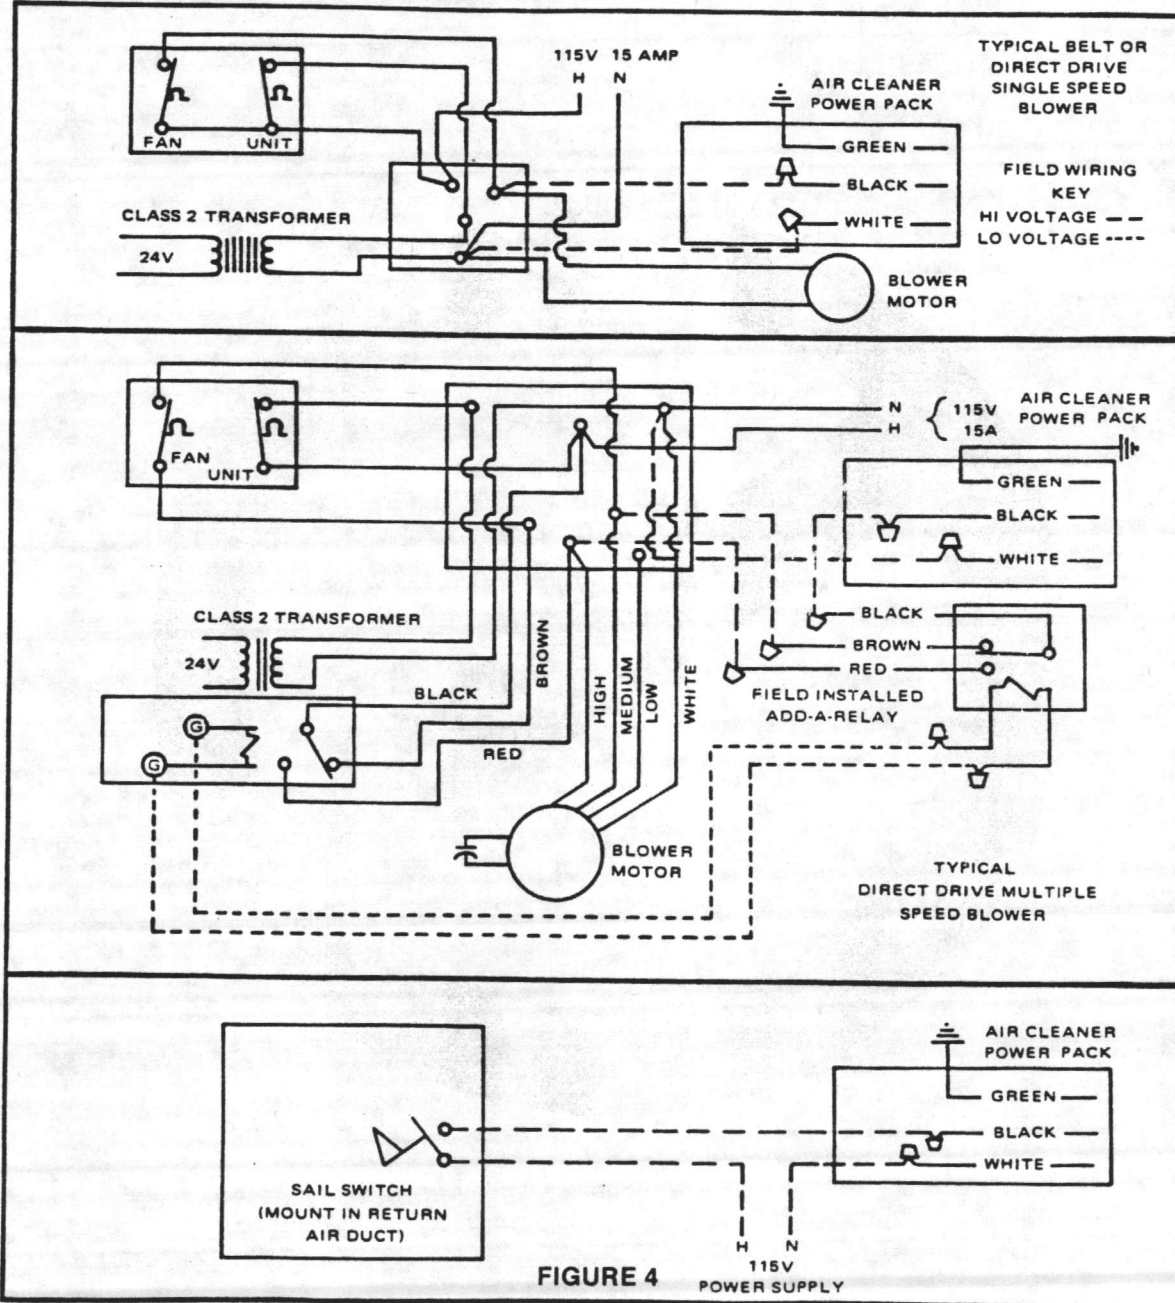 115V 15 AMP
H N
TYPICAL BELT OR
DIRECT DRIVE
SINGLE SPEED
BLOWER
AIR CLEANER
POWER PACK
FAN UNIT
GREEN
BLACK
WHITE
FIELD WIRING
KEY
HI VOLTAGE
LO VOLTAGE
CLASS 2 TRANSFORMER
24V
BLOWER
MOTOR
N
H
115V
15A
AIR CLEANER
POWER PACK
FAN
UNIT
GREEN
BLACK
WHITE
CLASS 2 TRANSFORMER
24V
BLACK
BROWN
RED
FIELD INSTALLED
ADD-A-RELAY
BROWN
HIGH
MEDIUM
LOW
WHITE
BLACK
RED
G
G
BLOWER
MOTOR
TYPICAL
DIRECT DRIVE MULTIPLE
SPEED BLOWER
AIR CLEANER
POWER PACK
GREEN
BLACK
WHITE
SAIL SWITCH
(MOUNT IN RETURN
AIR DUCT)
H N
115V
POWER SUPPLY
FIGURE 4